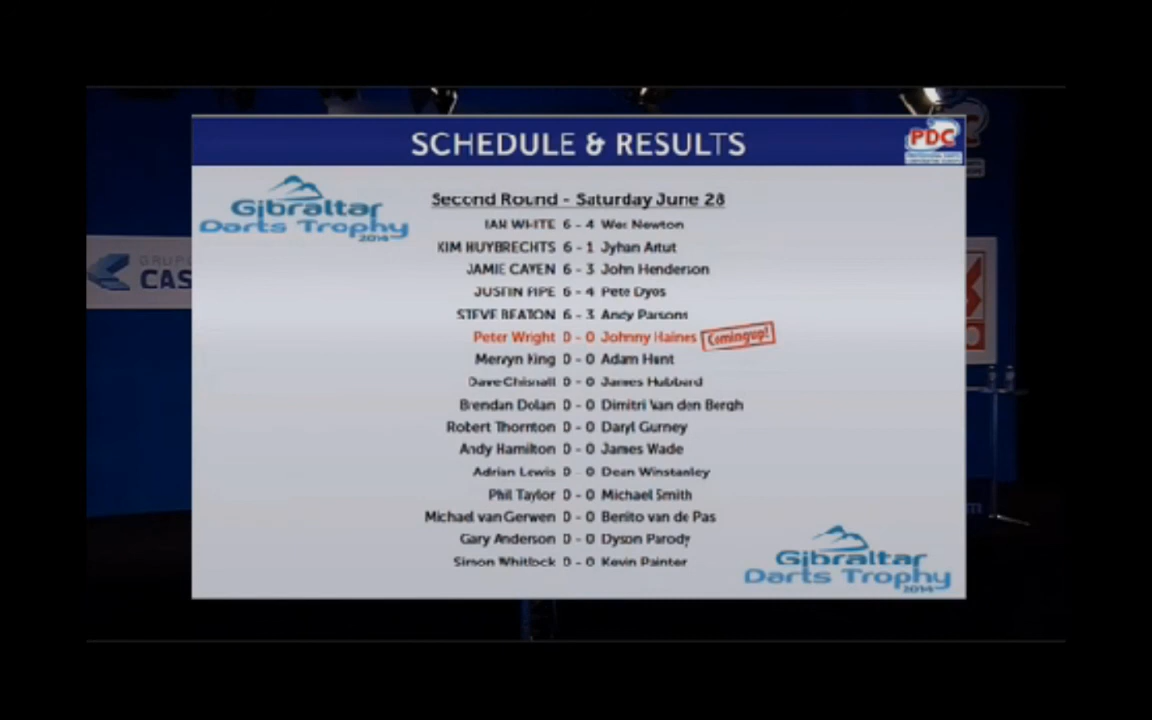 SCHEDULE & RESULTS
PDC
Gibraltar
Darts Trophy
2014
Second Round - Saturday June 28
IAN WHITE 6 - 4 Wes Newton
KIM HUYBRECHTS 6 - 1 Jyhan Artut
JAMIE CAVEN 6 - 3 John Henderson
JUSTIN PIPE 6 - 4 Pete Dyos
STEVE BEATON 6 - 3 Andy Parsons
Peter Wright 0 - 0 Johnny Haines Coming up!
Mervyn King 0 - 0 Adam Hunt
Dave Chisnall 0 - 0 James Hubbard
Brendan Dolan 0 - 0 Dimitri Van den Bergh
Robert Thornton 0 - 0 Daryl Gurney
Andy Hamilton 0 - 0 James Wade
Adrian Lewis 0 - 0 Dean Winstanley
Phil Taylor 0 - 0 Michael Smith
Michael van Gerwen 0 - 0 Benito van de Pas
Gary Anderson 0 - 0 Dyson Parody
Simon Whitlock 0 - 0 Kevin Painter
Gibraltar
Darts Trophy
2014
GRUPO
CAS